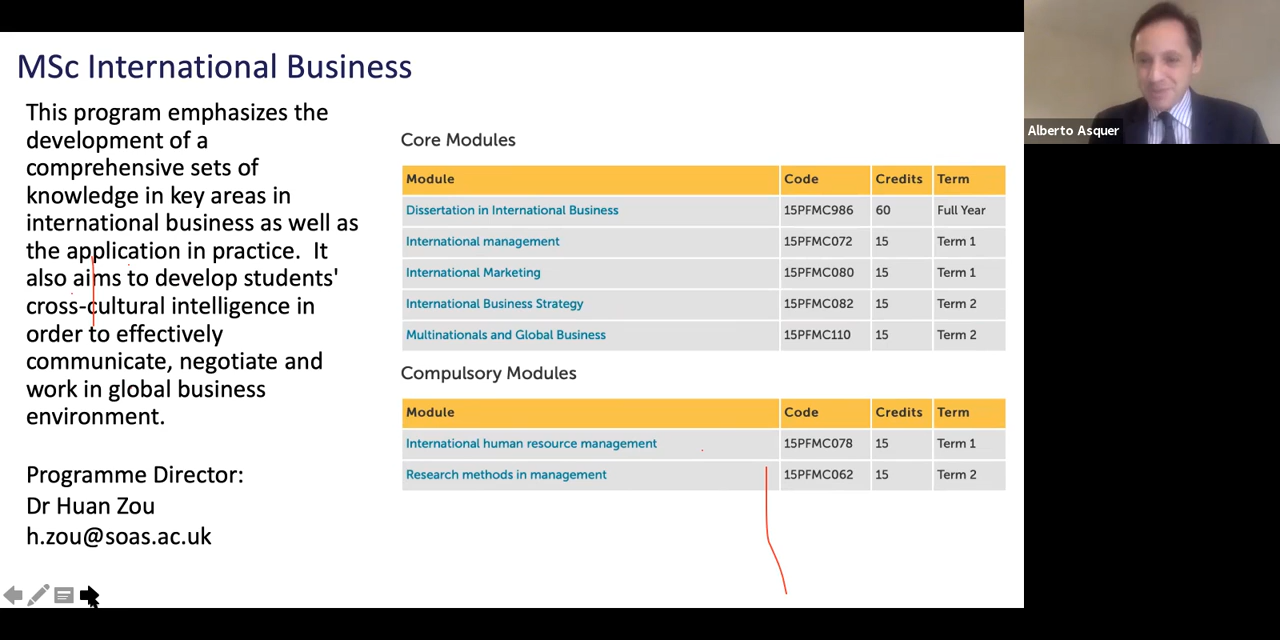 MSc International Business
This program emphasizes the
development of a
comprehensive sets of
knowledge in key areas in
international business as well as
the application in practice. It
also aims to develop students'
cross-cultural intelligence in
order to effectively
communicate, negotiate and
work in global business
environment.
Programme Director:
Dr Huan Zou
h.zou@soas.ac.uk
Core Modules
Module Code Credits Term
Dissertation in International Business 15PFMC986 60 Full Year
International management 15PFMC072 15 Term 1
International Marketing 15PFMC080 15 Term 1
International Business Strategy 15PFMC082 15 Term 2
Multinationals and Global Business 15PFMC110 15 Term 2
Compulsory Modules
Module Code Credits Term
International human resource management 15PFMC078 15 Term 1
Research methods in management 15PFMC062 15 Term 2
Alberto Asquer